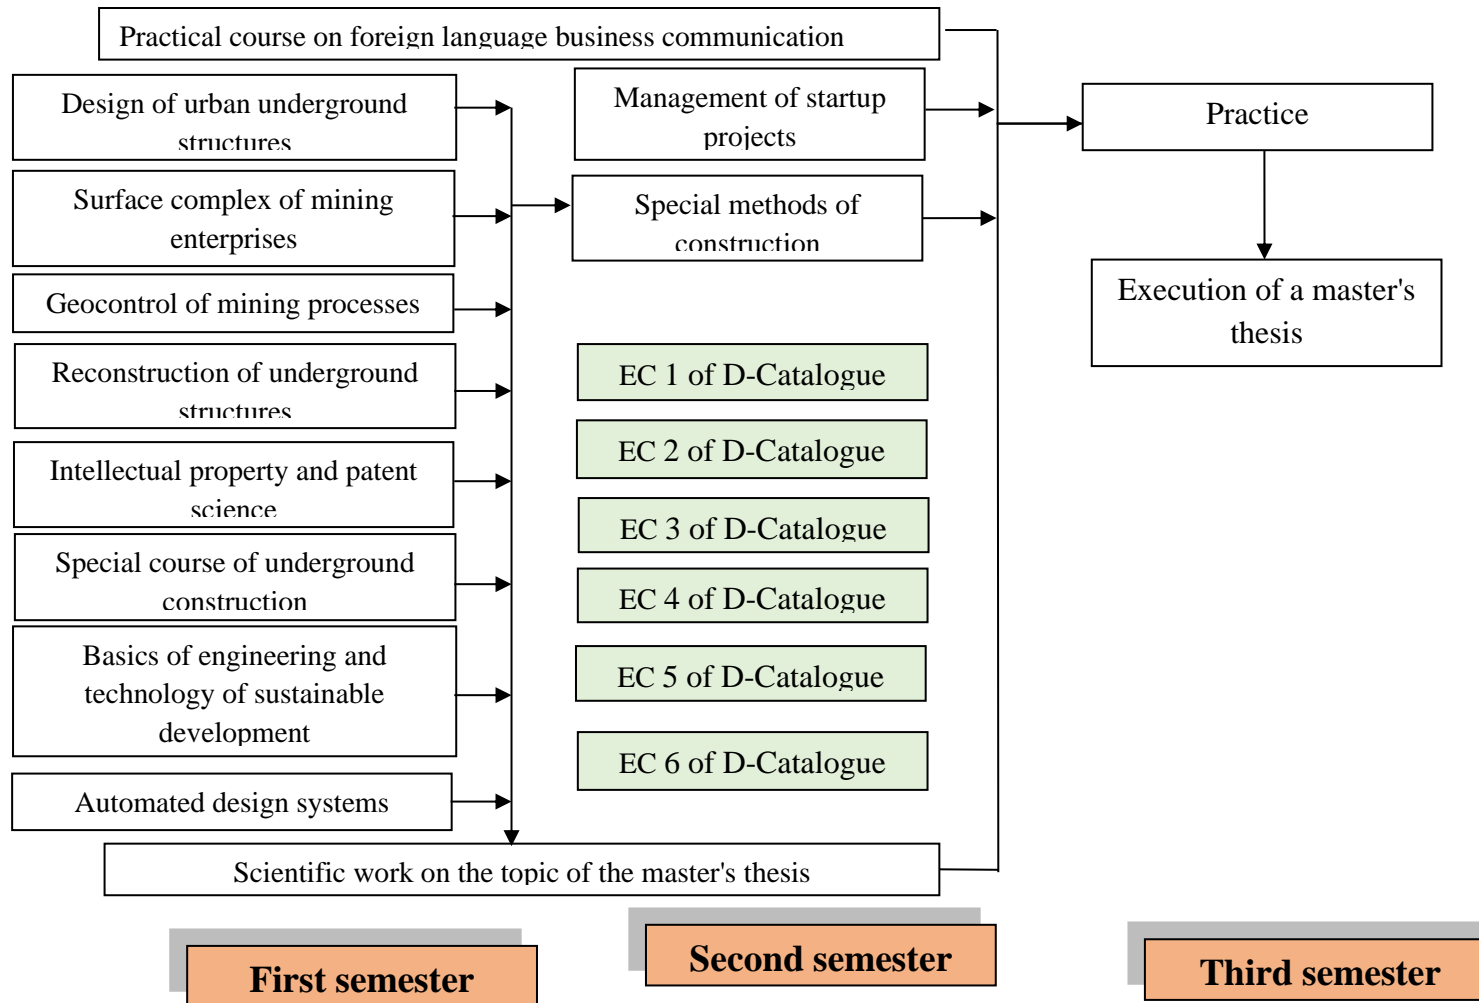 Practical course on foreign language business communication
Design of urban underground
structures
Surface complex of mining
enterprises
Geocontrol of mining processes
Reconstruction of underground
structures
Intellectual property and patent
science
Special course of underground
construction
Basics of engineering and
technology of sustainable
development
Automated design systems
Management of startup
projects
Special methods of
construction
EC 1 of D-Catalogue
EC 2 of D-Catalogue
EC 3 of D-Catalogue
EC 4 of D-Catalogue
EC 5 of D-Catalogue
EC 6 of D-Catalogue
Scientific work on the topic of the master's thesis
Practice
Execution of a master's
thesis
First semester
Second semester
Third semester